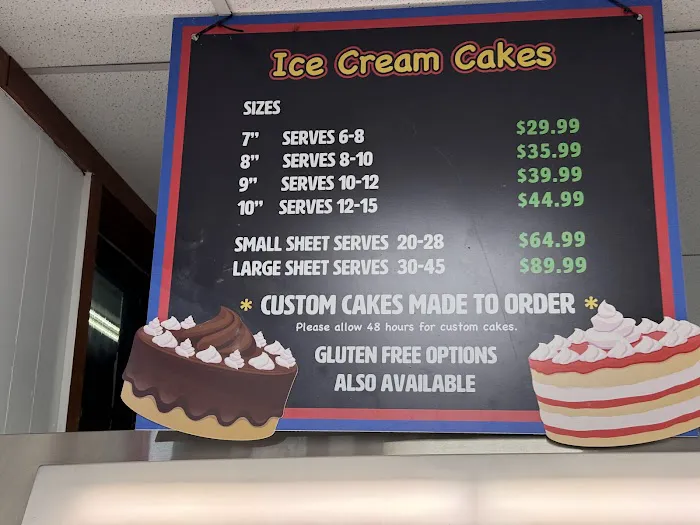 Ice Cream Cakes
SIZES
7" SERVES 6-8 $29.99
8" SERVES 8-10 $35.99
9" SERVES 10-12 $39.99
10" SERVES 12-15 $44.99
SMALL SHEET SERVES 20-28 $64.99
LARGE SHEET SERVES 30-45 $89.99
* CUSTOM CAKES MADE TO ORDER *
Please allow 48 hours for custom cakes.
GLUTEN FREE OPTIONS
ALSO AVAILABLE